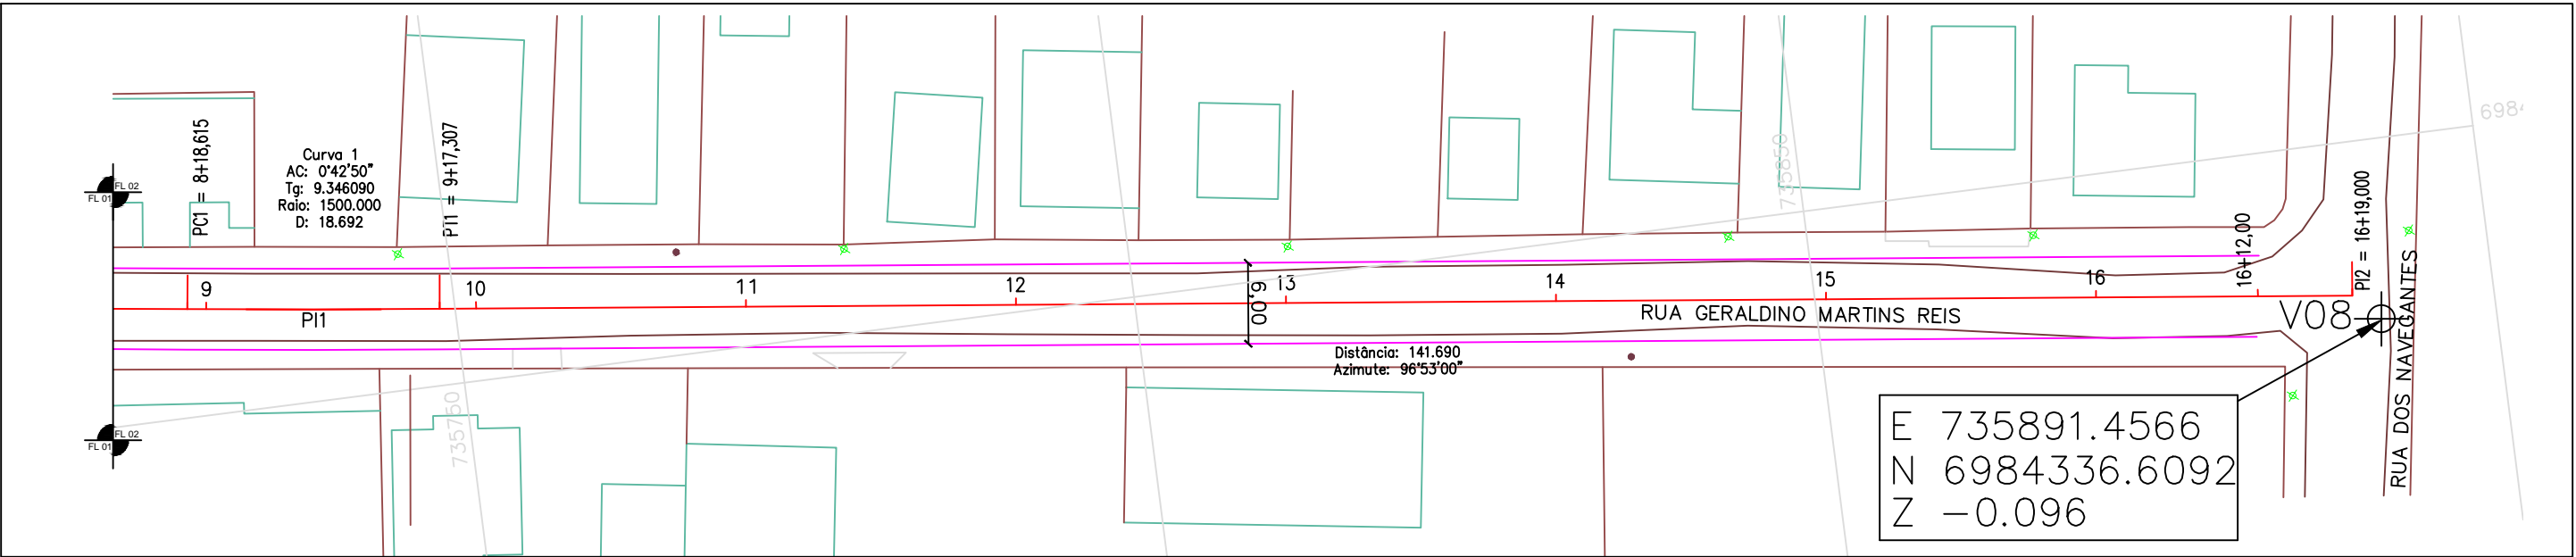 FL 02
FL 01
PC1 = 8+18,615
Curva 1
AC: 0°42'50"
Tg: 9.346090
Raio: 1500.000
D: 18.692
PT1 = 9+17,307
735850
PI2 = 16+19,000
16+12,00
9
10
11
12
13
14
15
16
PI1
6,00
RUA GERALDINO MARTINS REIS
V08
RUA DOS NAVEGANTES
Distância: 141.690
Azimute: 96°53'00"
735750
FL 02
FL 01
E 735891.4566
N 6984336.6092
Z -0.096